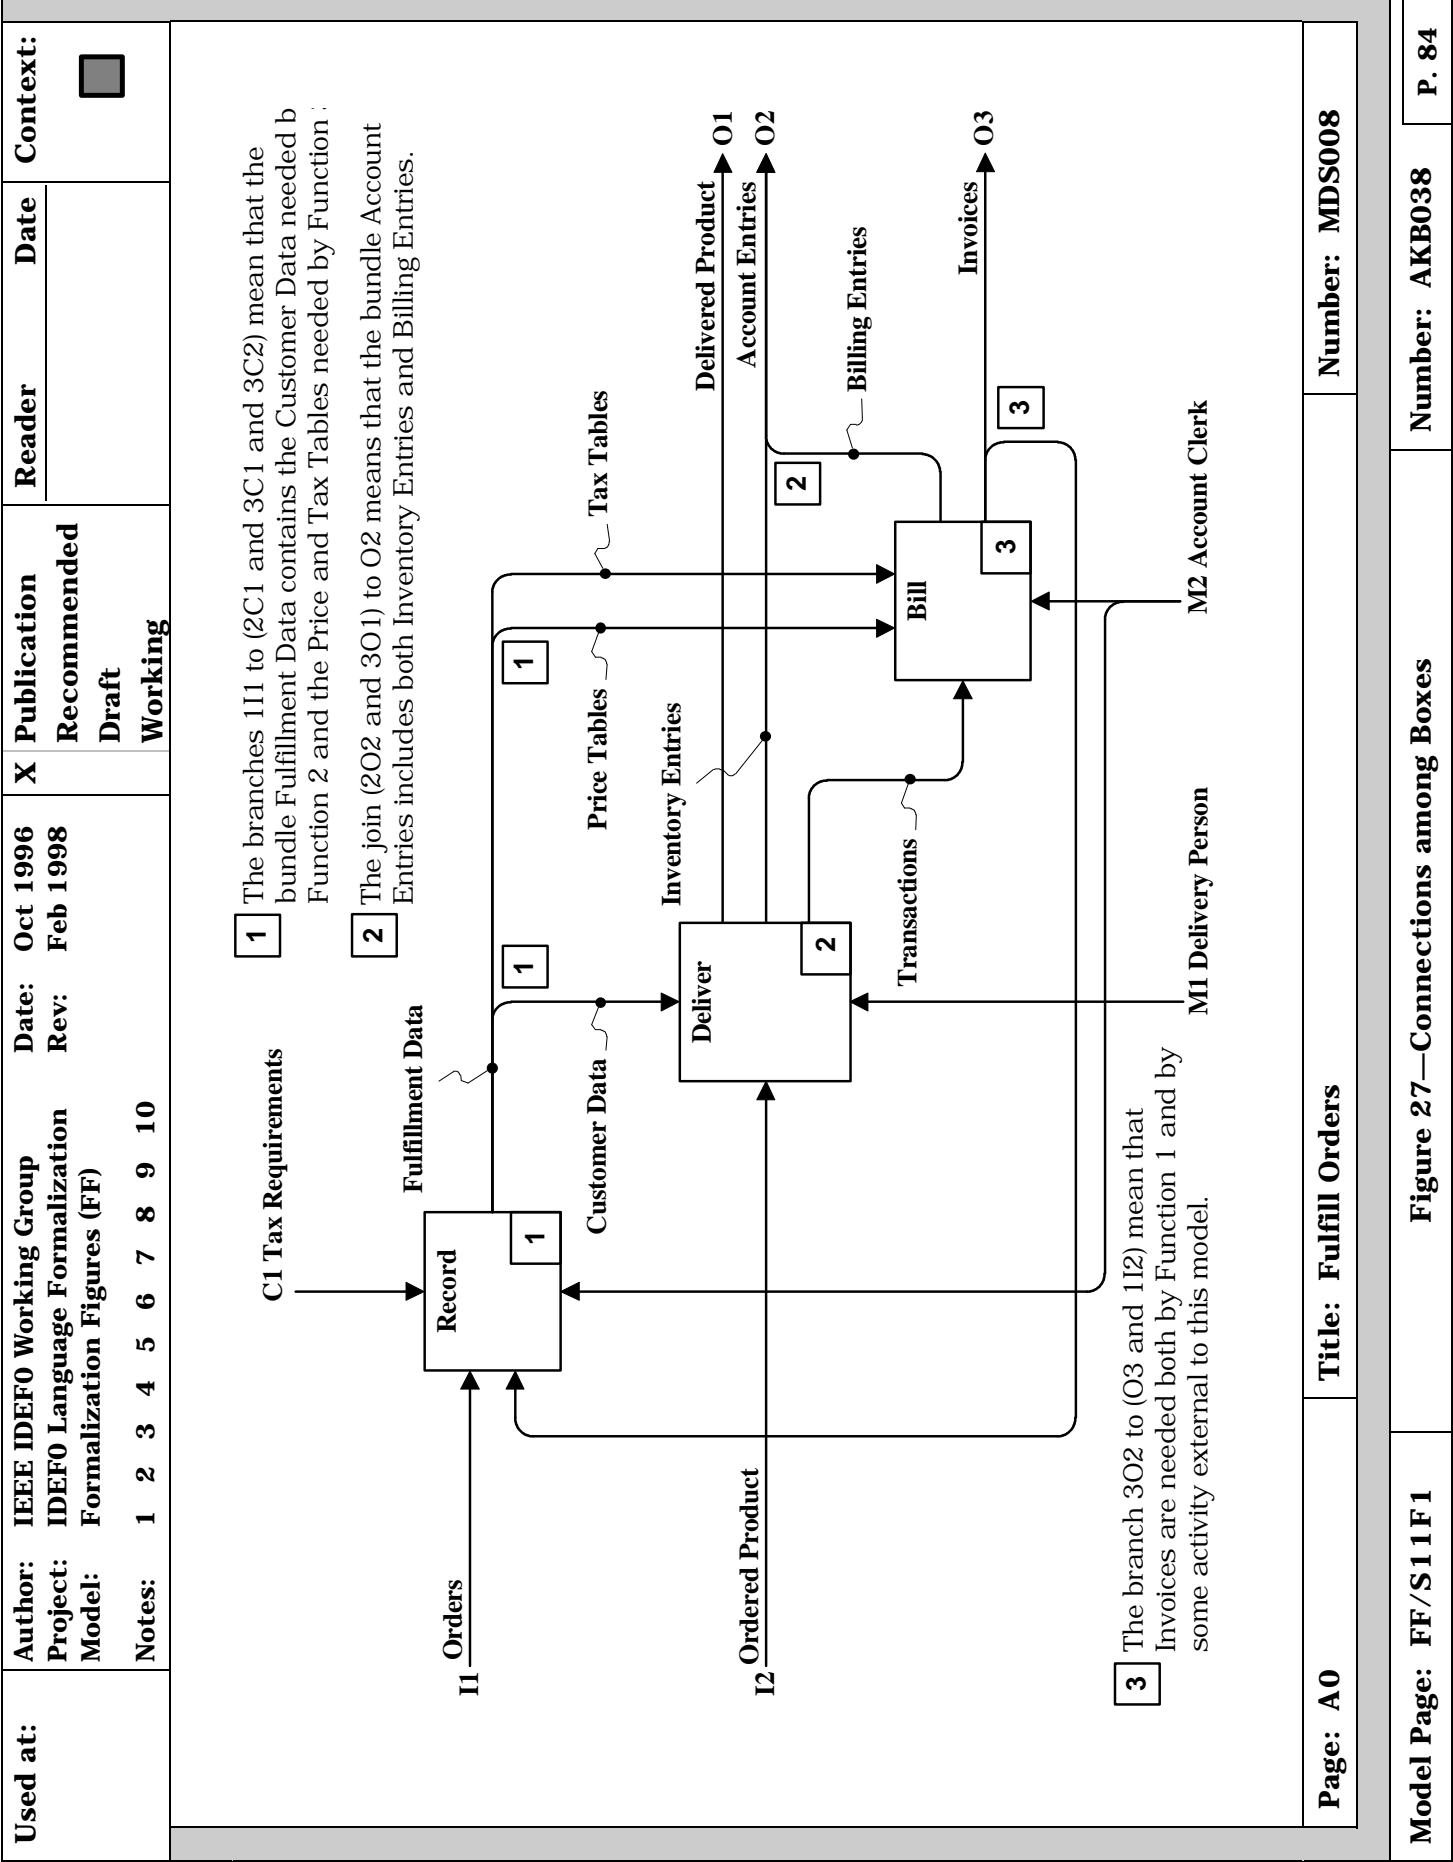 Used at:
Author: IEEE IDEF0 Working Group
Date: Oct 1996
Project: IDEF0 Language Formalization
Rev: Feb 1998
Model: Formalization Figures (FF)
Notes: 1 2 3 4 5 6 7 8 9 10
X Publication
Recommended
Draft
Working
Reader Date
Context:
1 The branches 1I1 to (2C1 and 3C1 and 3C2) mean that the
bundle Fulfillment Data contains the Customer Data needed b
Function 2 and the Price and Tax Tables needed by Function
2 The join (2O2 and 3O1) to O2 means that the bundle Account
Entries includes both Inventory Entries and Billing Entries.
C1 Tax Requirements
Fulfillment Data
I1 Orders
Record
1
1
1
Customer Data
Price Tables
Tax Tables
Inventory Entries
Delivered Product
O1
Account Entries
O2
I2 Ordered Product
Deliver
2
2
Billing Entries
Transactions
Bill
3
Invoices
O3
3
M1 Delivery Person
M2 Account Clerk
3 The branch 3O2 to (O3 and 1I2) mean that
Invoices are needed both by Function 1 and by
some activity external to this model.
Page: A0
Title: Fulfill Orders
Number: MDS008
Model Page: FF/S11F1
Figure 27—Connections among Boxes
Number: AKB038
P. 84